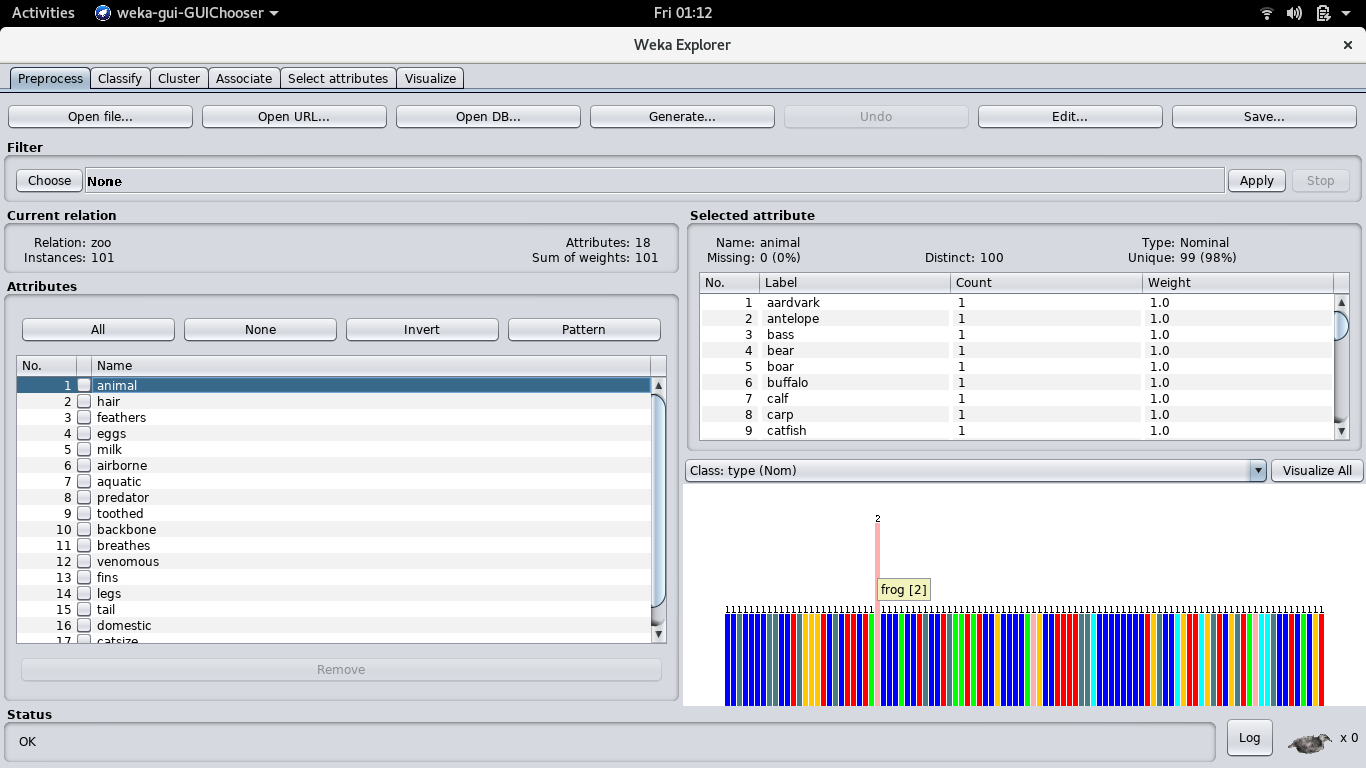 Activities weka-gui-GUIChooser Fri 01:12
Weka Explorer
Preprocess Classify Cluster Associate Select attributes Visualize
Open file... Open URL... Open DB... Generate... Undo Edit... Save...
Filter
Choose None Apply Stop
Current relation
Relation: zoo Attributes: 18
Instances: 101 Sum of weights: 101
Attributes
All None Invert Pattern
No. Name
1 animal
2 hair
3 feathers
4 eggs
5 milk
6 airborne
7 aquatic
8 predator
9 toothed
10 backbone
11 breathes
12 venomous
13 fins
14 legs
15 tail
16 domestic
17 catsize
Remove
Selected attribute
Name: animal Type: Nominal
Missing: 0 (0%) Distinct: 100 Unique: 99 (98%)
No. Label Count Weight
1 aardvark 1 1.0
2 antelope 1 1.0
3 bass 1 1.0
4 bear 1 1.0
5 boar 1 1.0
6 buffalo 1 1.0
7 calf 1 1.0
8 carp 1 1.0
9 catfish 1 1.0
Class: type (Nom) Visualize All
2
frog [2]
Status
OK Log x 0